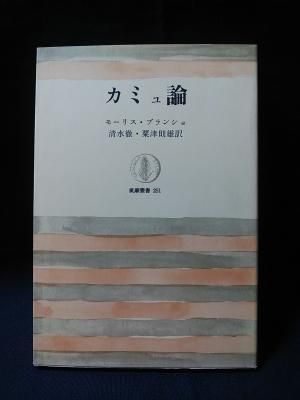 カミュ論
モーリス・ブランショ
清水徹・粟津則雄訳
筑摩叢書 251